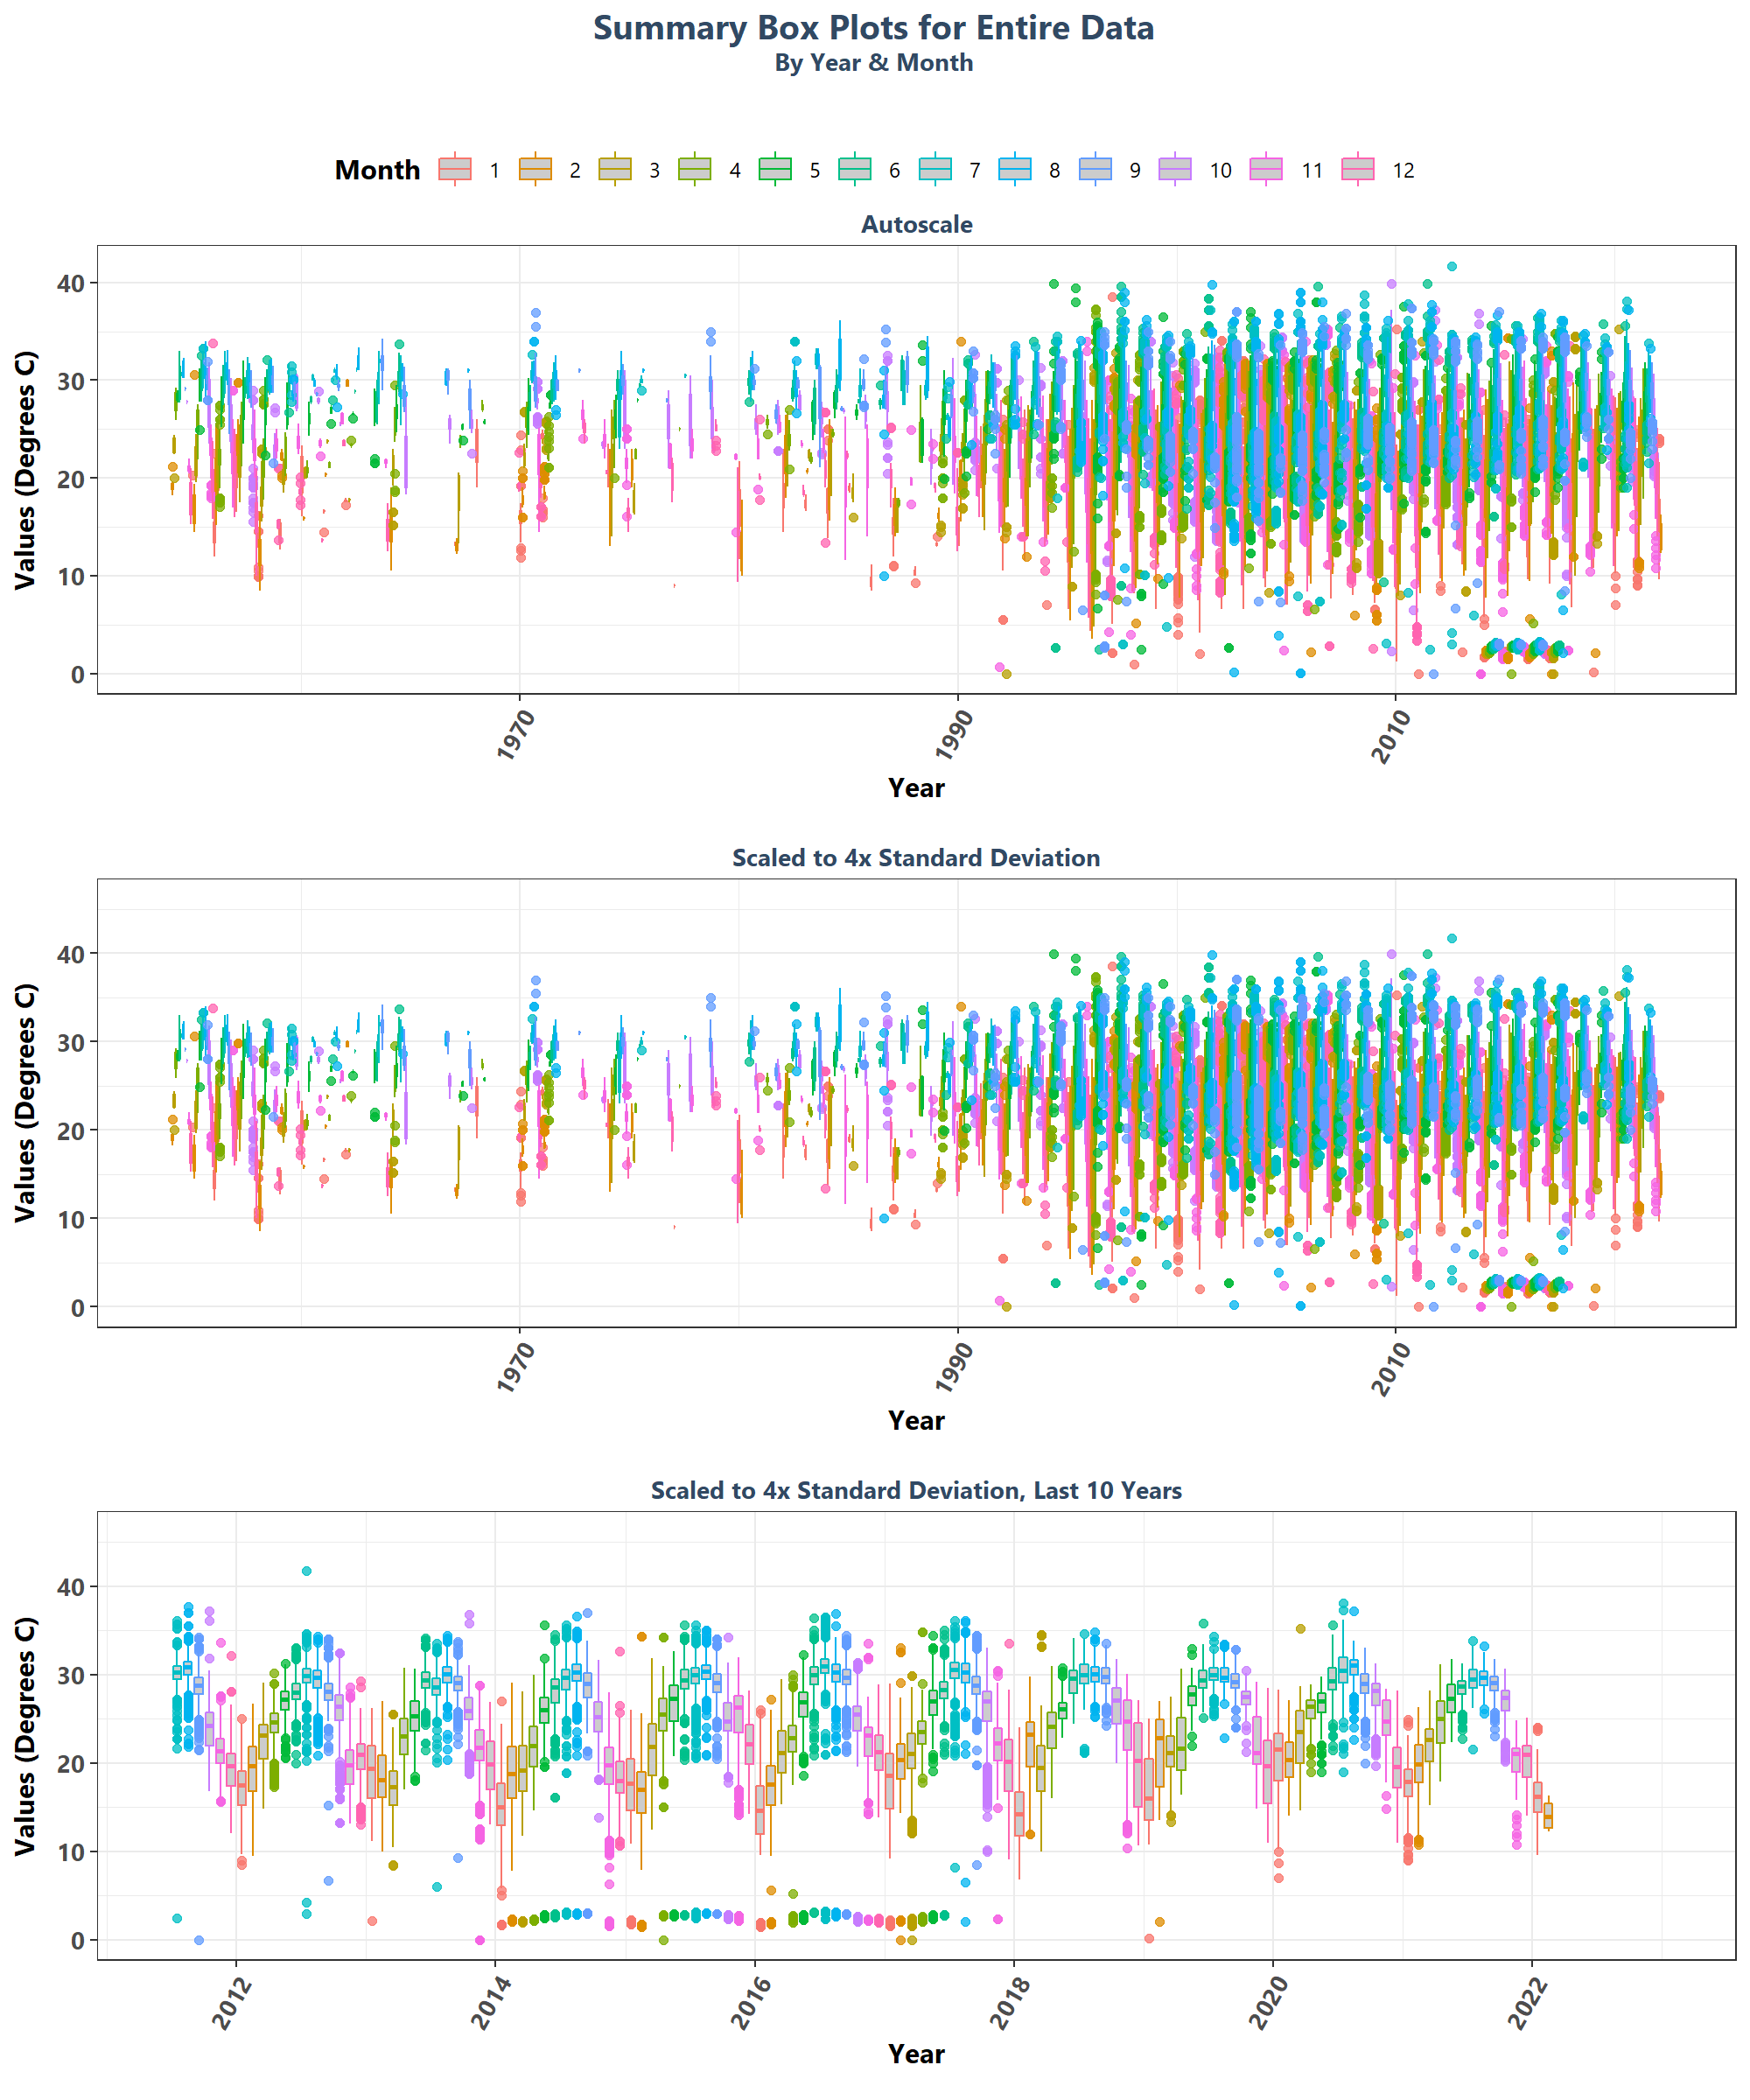 Summary Box Plots for Entire Data
By Year & Month
Month 1 2 3 4 5 6 7 8 9 10 11 12
Autoscale
Values (Degrees C)
40
30
20
10
0
1970 1990 2010
Year
Scaled to 4x Standard Deviation
Values (Degrees C)
40
30
20
10
0
1970 1990 2010
Year
Scaled to 4x Standard Deviation, Last 10 Years
Values (Degrees C)
40
30
20
10
0
2012 2014 2016 2018 2020 2022
Year